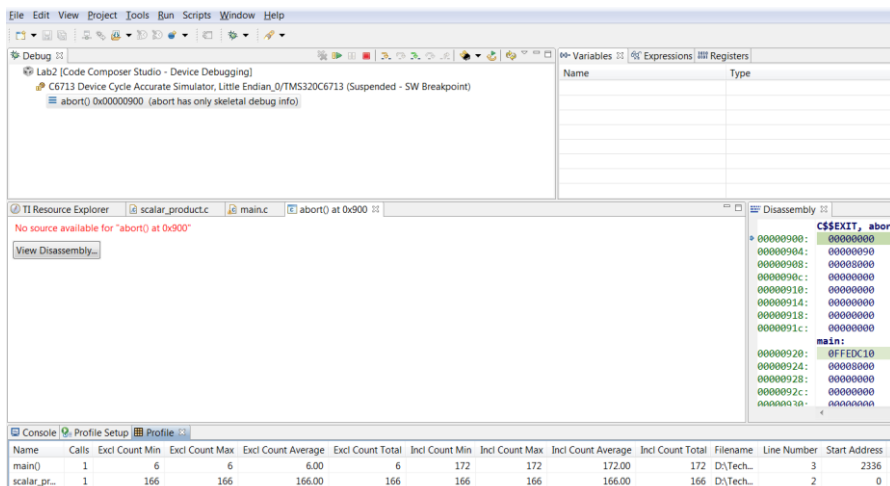 File Edit View Project Tools Run Scripts Window Help
Debug
Variables Expressions Registers
Name Type
Lab2 [Code Composer Studio - Device Debugging]
C6713 Device Cycle Accurate Simulator, Little Endian_0/TMS320C6713 (Suspended - SW Breakpoint)
abort() 0x00000900 (abort has only skeletal debug info)
TI Resource Explorer scalar_product.c main.c abort() at 0x900
Disassembly
No source available for "abort() at 0x900"
View Disassembly...
C$$EXIT, abor
00000900: 00000000
00000904: 00000090
00000908: 00008000
0000090c: 00000000
00000910: 00000000
00000914: 00000000
00000918: 00000000
0000091c: 00000000
main:
00000920: 0FFEDC10
00000924: 00008000
00000928: 00000000
0000092c: 00000000
00000930: 00000000
Console Profile Setup Profile
Name Calls Excl Count Min Excl Count Max Excl Count Average Excl Count Total Incl Count Min Incl Count Max Incl Count Average Incl Count Total Filename Line Number Start Address
main() 1 6 6 6.00 6 172 172 172.00 172 D:\Tech... 3 2336
scalar_pr... 1 166 166 166.00 166 166 166 166.00 166 D:\Tech... 2 0